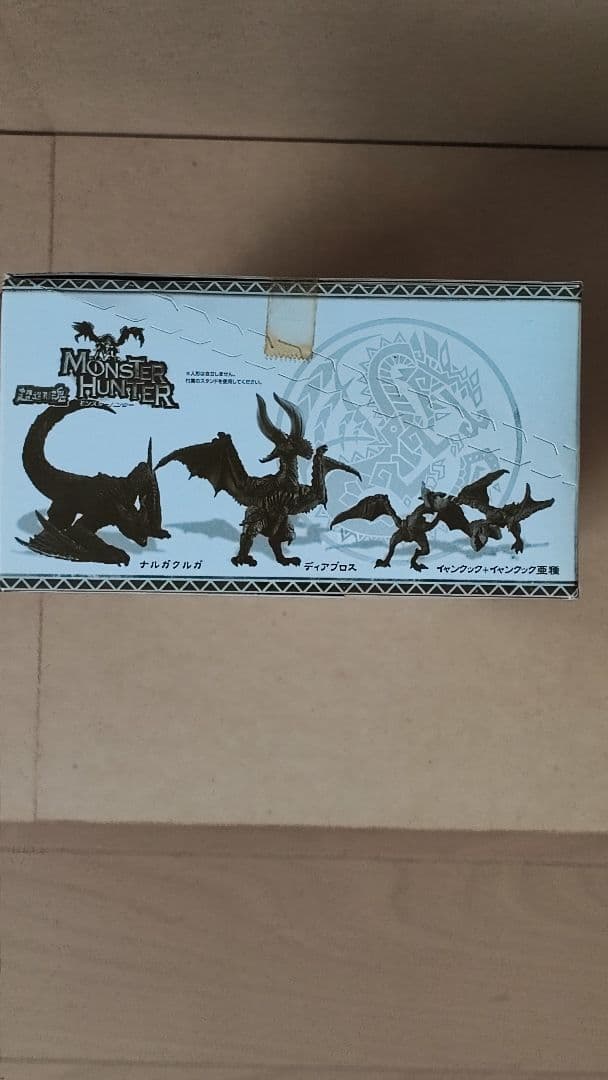 MONSTER
HUNTER
モンスターハンター
※人形は自立しません。
付属のスタンドを使用してください。
ナルガクルガ
ディアブロス
イャンクック+イャンクック亜種